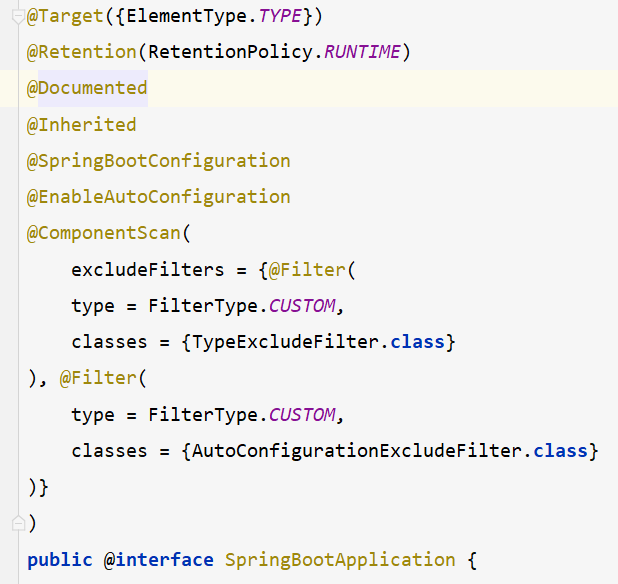 @Target({ElementType.TYPE})
@Retention(RetentionPolicy.RUNTIME)
@Documented
@Inherited
@SpringBootConfiguration
@EnableAutoConfiguration
@ComponentScan(
    excludeFilters = {@Filter(
    type = FilterType.CUSTOM,
    classes = {TypeExcludeFilter.class}
), @Filter(
    type = FilterType.CUSTOM,
    classes = {AutoConfigurationExcludeFilter.class}
)}
)
public @interface SpringBootApplication {